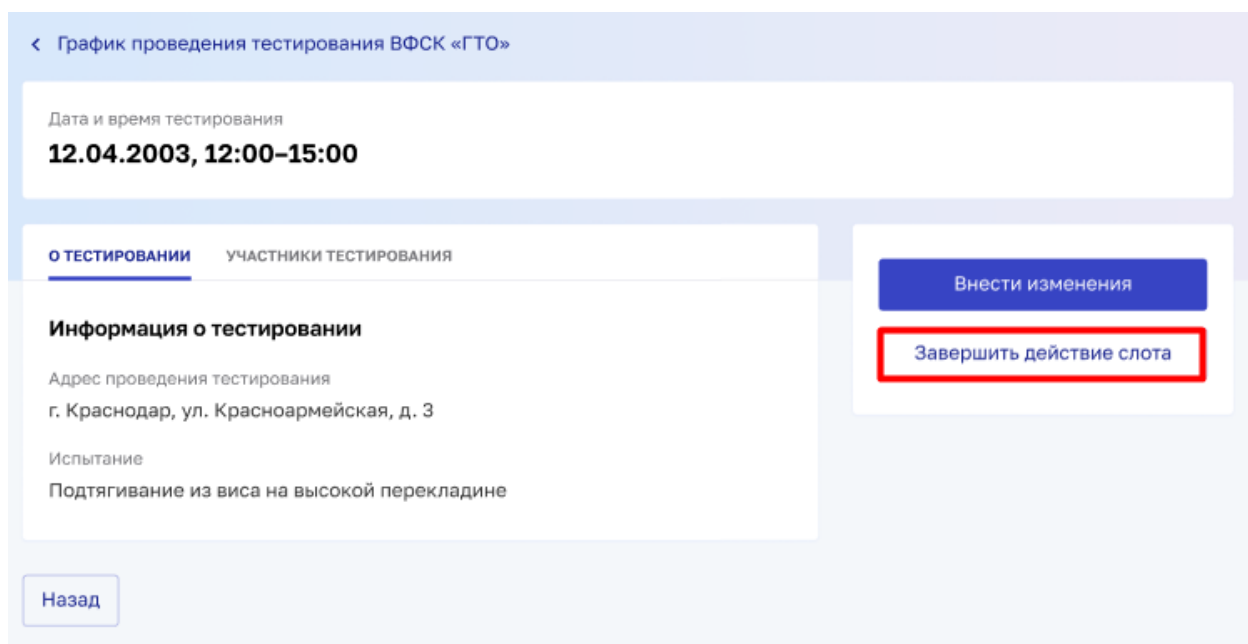 График проведения тестирования ВФСК «ГТО»
Дата и время тестирования
12.04.2003, 12:00–15:00
О ТЕСТИРОВАНИИ УЧАСТНИКИ ТЕСТИРОВАНИЯ
Информация о тестировании
Адрес проведения тестирования
г. Краснодар, ул. Красноармейская, д. 3
Испытание
Подтягивание из виса на высокой перекладине
Внести изменения
Завершить действие слота
Назад